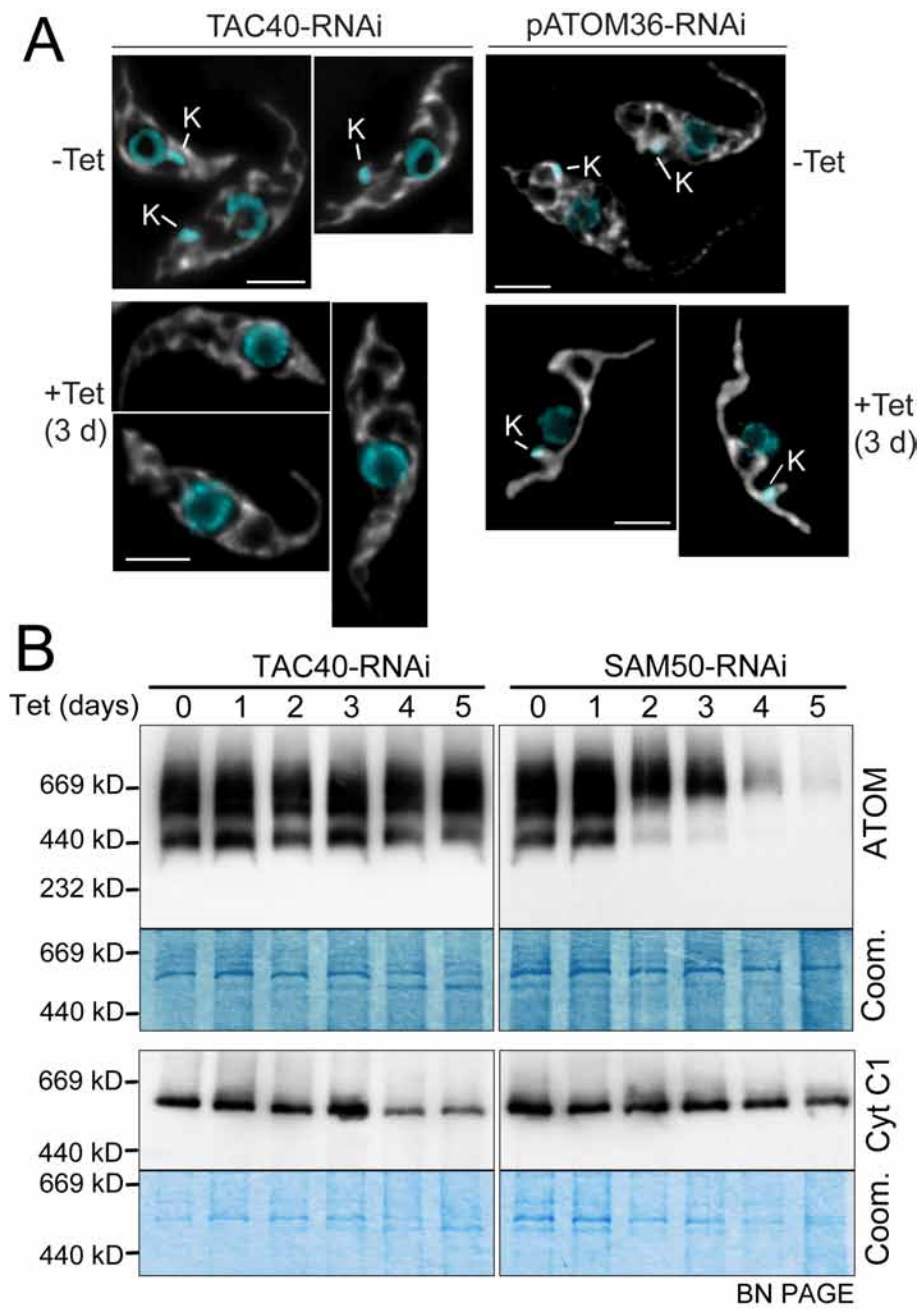 A
TAC40-RNAi
pATOM36-RNAi
-Tet
K
K
K
K
K
-Tet
+Tet
(3 d)
K
K
+Tet
(3 d)
B
TAC40-RNAi
SAM50-RNAi
Tet (days) 0 1 2 3 4 5 0 1 2 3 4 5
669 kD
440 kD
232 kD
ATOM
669 kD
440 kD
Coom.
669 kD
440 kD
Cyt C1
669 kD
440 kD
Coom.
BN PAGE